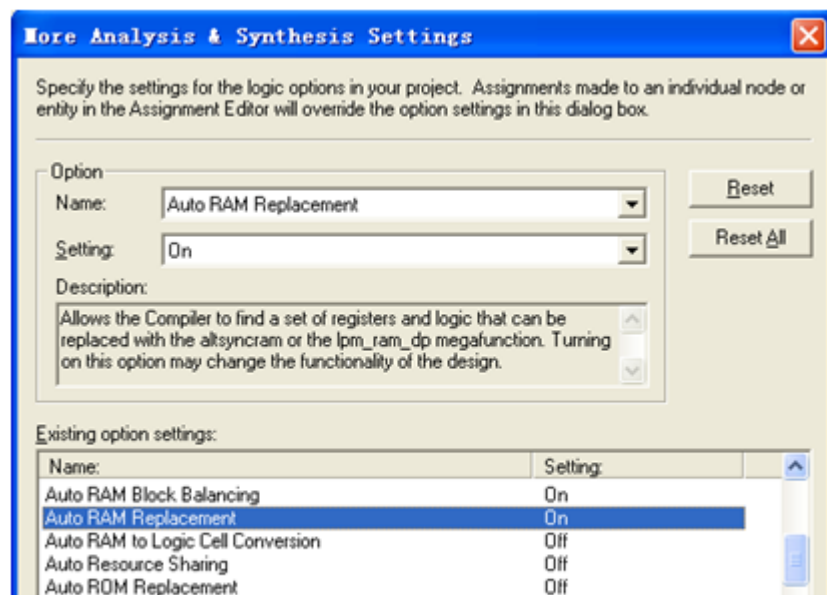 More Analysis & Synthesis Settings
Specify the settings for the logic options in your project. Assignments made to an individual node or
entity in the Assignment Editor will override the option settings in this dialog box.
Option
Name: Auto RAM Replacement
Reset
Setting: On
Reset All
Description:
Allows the Compiler to find a set of registers and logic that can be
replaced with the altsyncram or the lpm_ram_dp megafunction. Turning
on this option may change the functionality of the design.
Existing option settings:
Name: Setting:
Auto RAM Block Balancing On
Auto RAM Replacement On
Auto RAM to Logic Cell Conversion Off
Auto Resource Sharing Off
Auto ROM Replacement Off